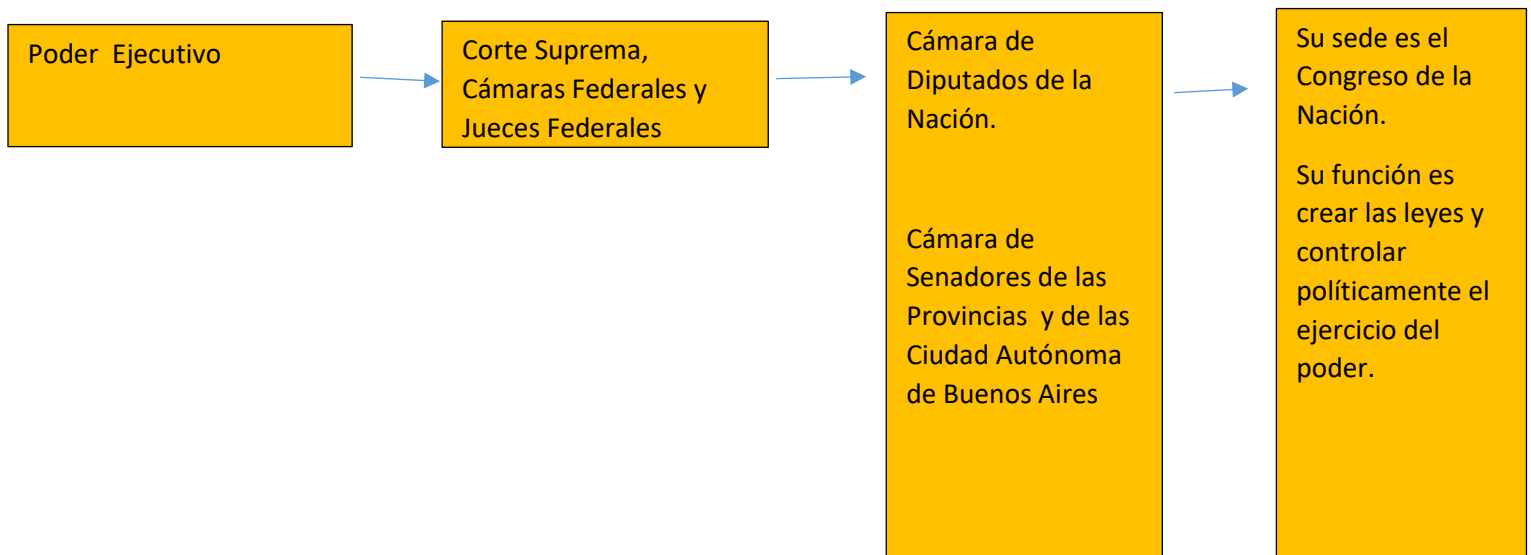 Poder  Ejecutivo
Corte Suprema,
Cámaras Federales y
Jueces Federales
Cámara de
Diputados de la
Nación.
Cámara de
Senadores de las
Provincias  y de las
Ciudad Autónoma
de Buenos Aires
Su sede es el
Congreso de la
Nación.
Su función es
crear las leyes y
controlar
políticamente el
ejercicio del
poder.